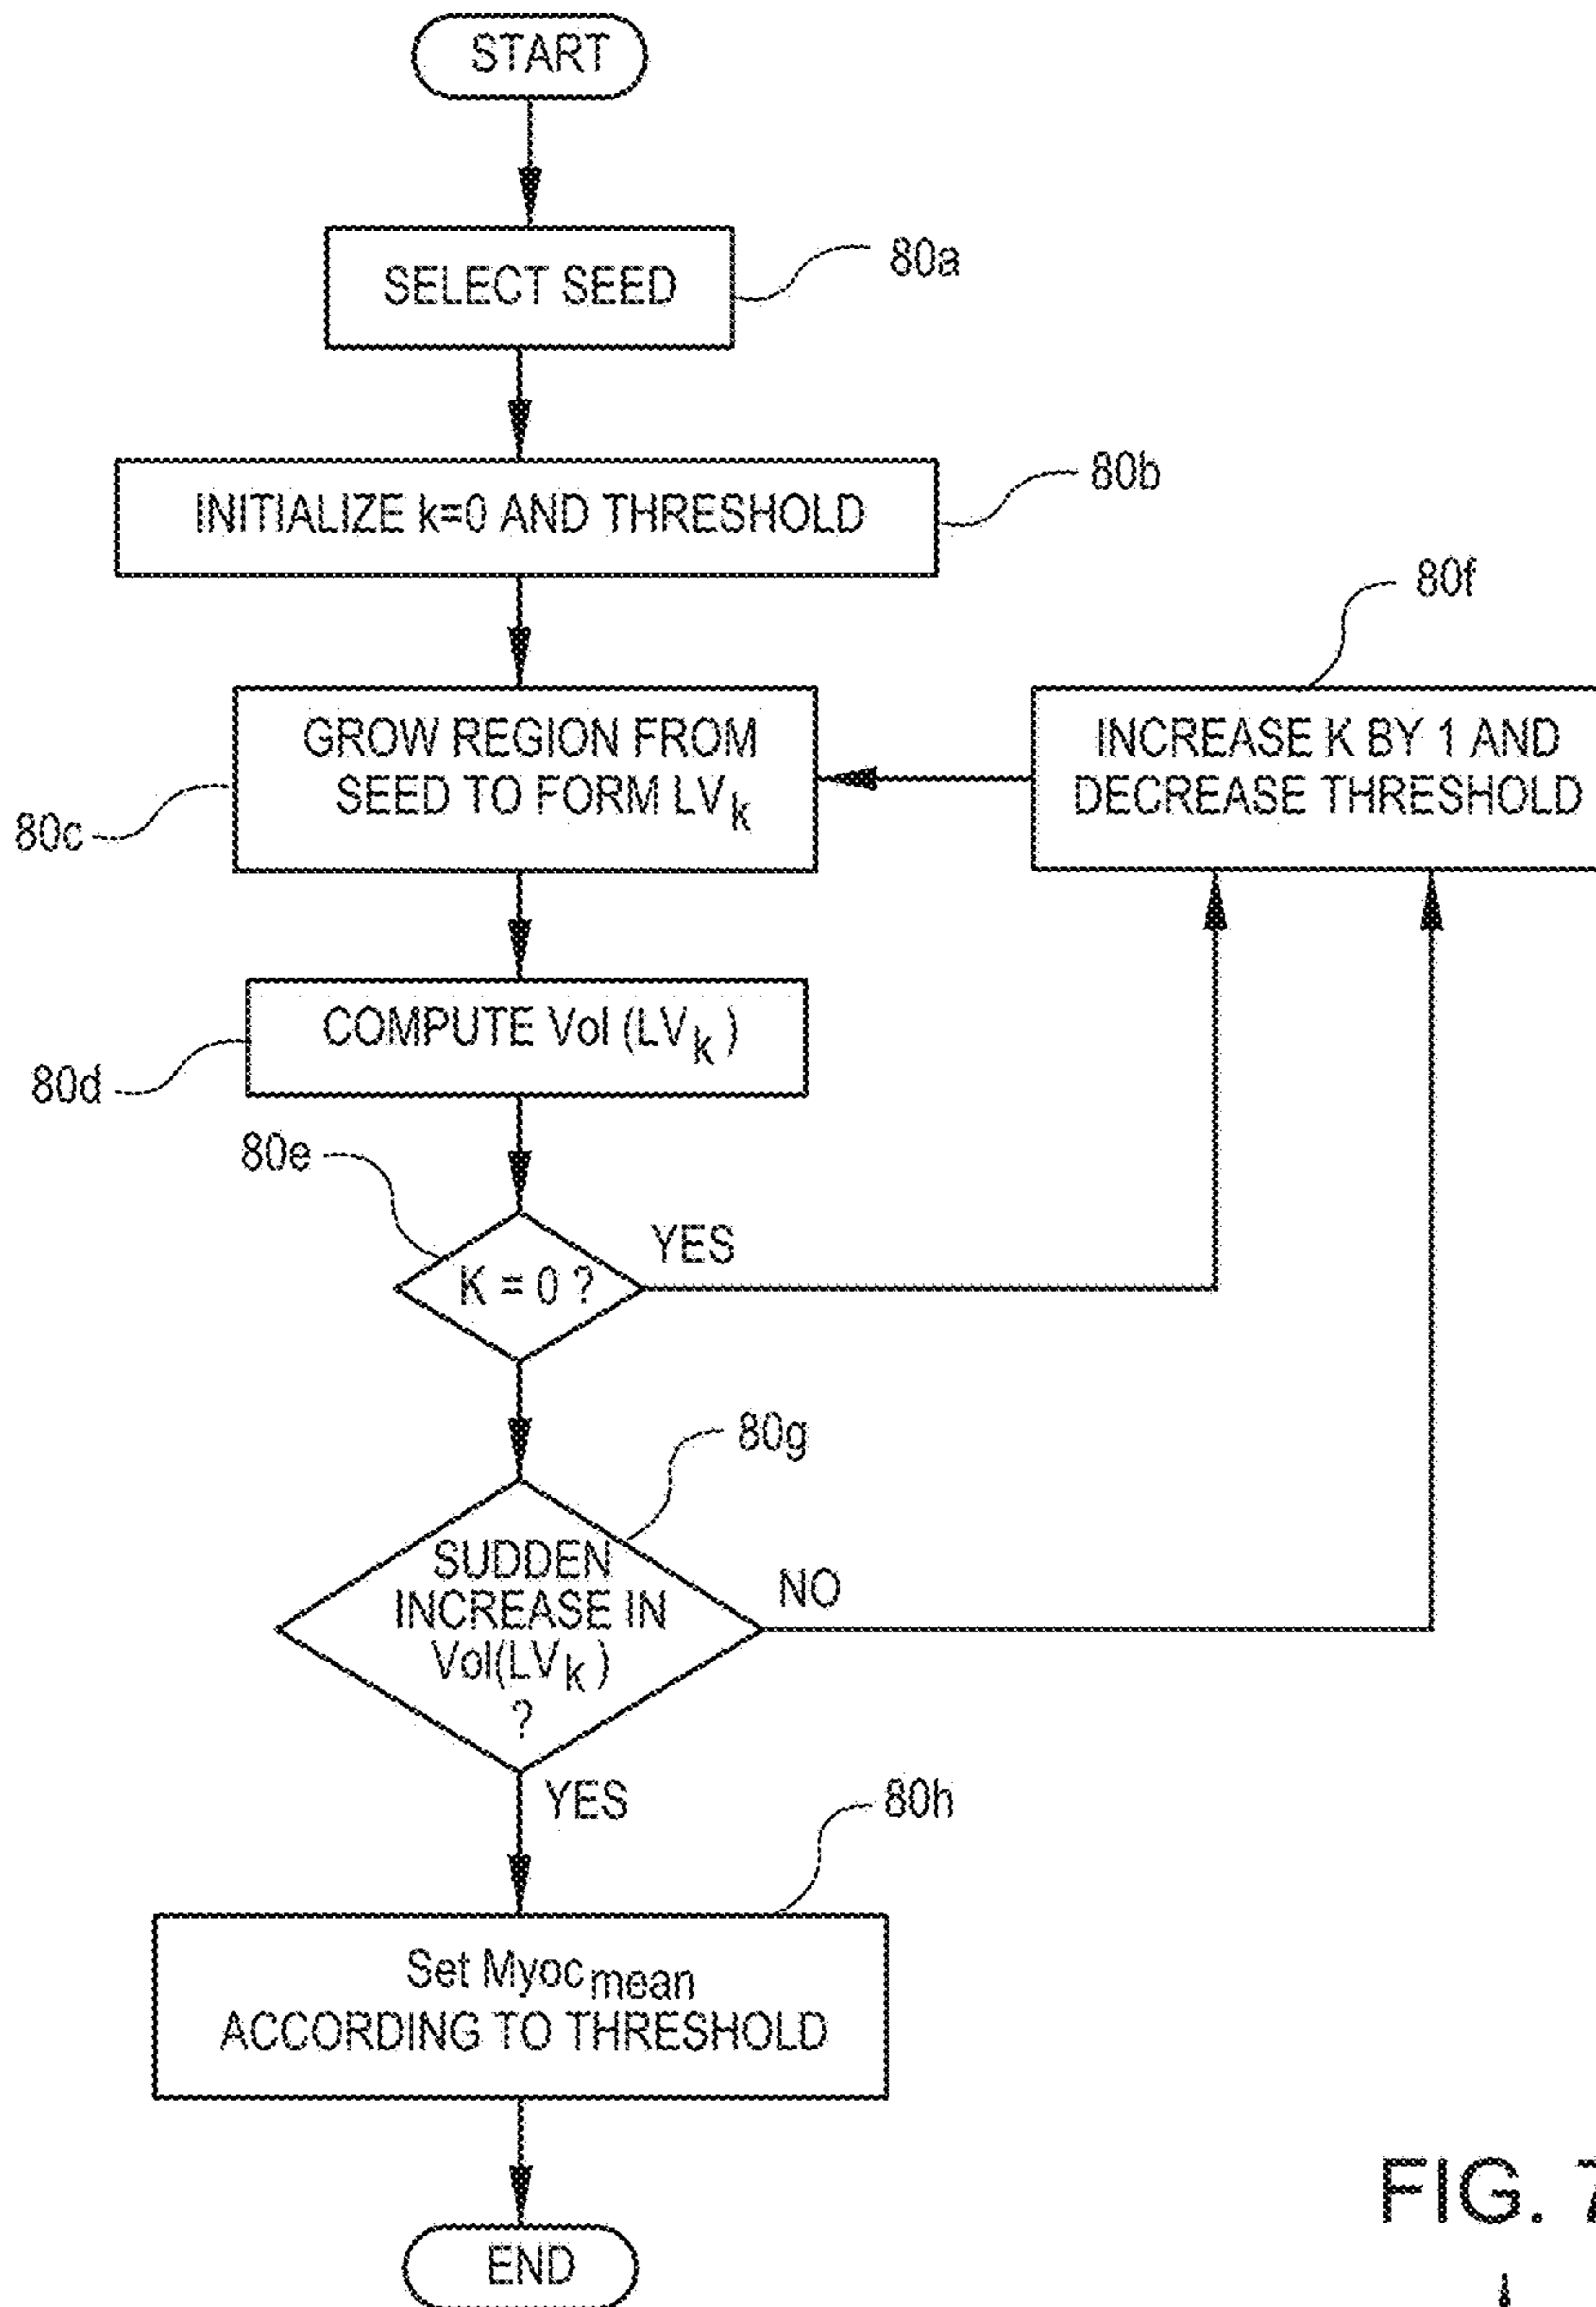 START
SELECT SEED
80a
INITIALIZE k=0 AND THRESHOLD
80b
80f
GROW REGION FROM
SEED TO FORM LVk
80c
INCREASE K BY 1 AND
DECREASE THRESHOLD
COMPUTE Vol (LVk)
80d
80e
K = 0 ?
YES
80g
SUDDEN
INCREASE IN
Vol(LVk)
?
NO
YES
80h
Set Myocmean
ACCORDING TO THRESHOLD
END
FIG. 7